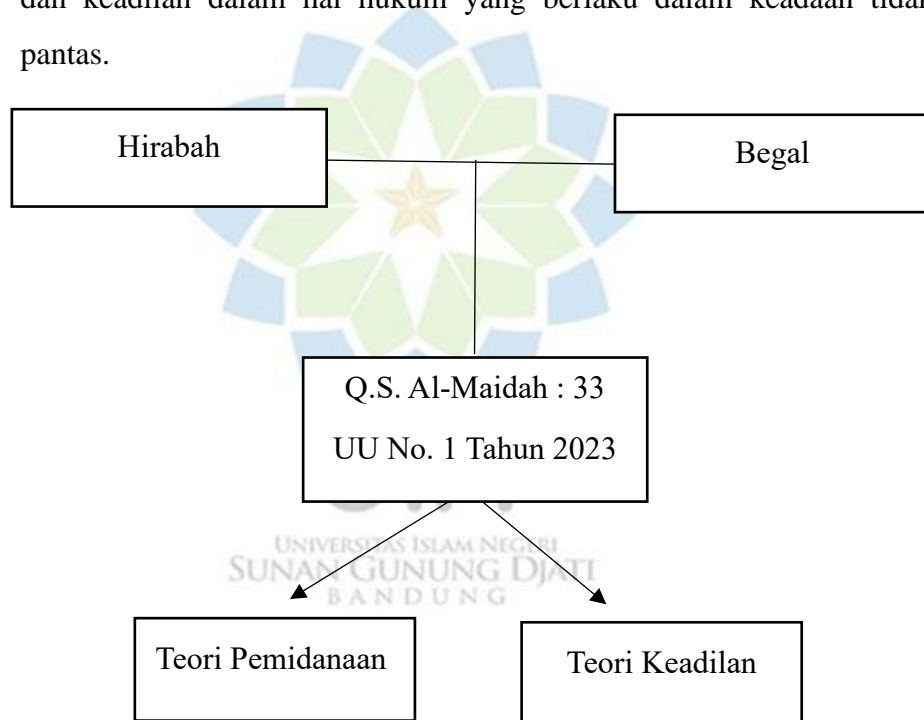 dan keadilan dalam hal hukum yang berlaku dalam keadaan tidak
pantas.
Hirabah
Begal
Q.S. Al-Maidah : 33
UU No. 1 Tahun 2023
UNIVERSITAS ISLAM NEGERI
SUNAN GUNUNG DJATI
BANDUNG
Teori Pemidanaan
Teori Keadilan